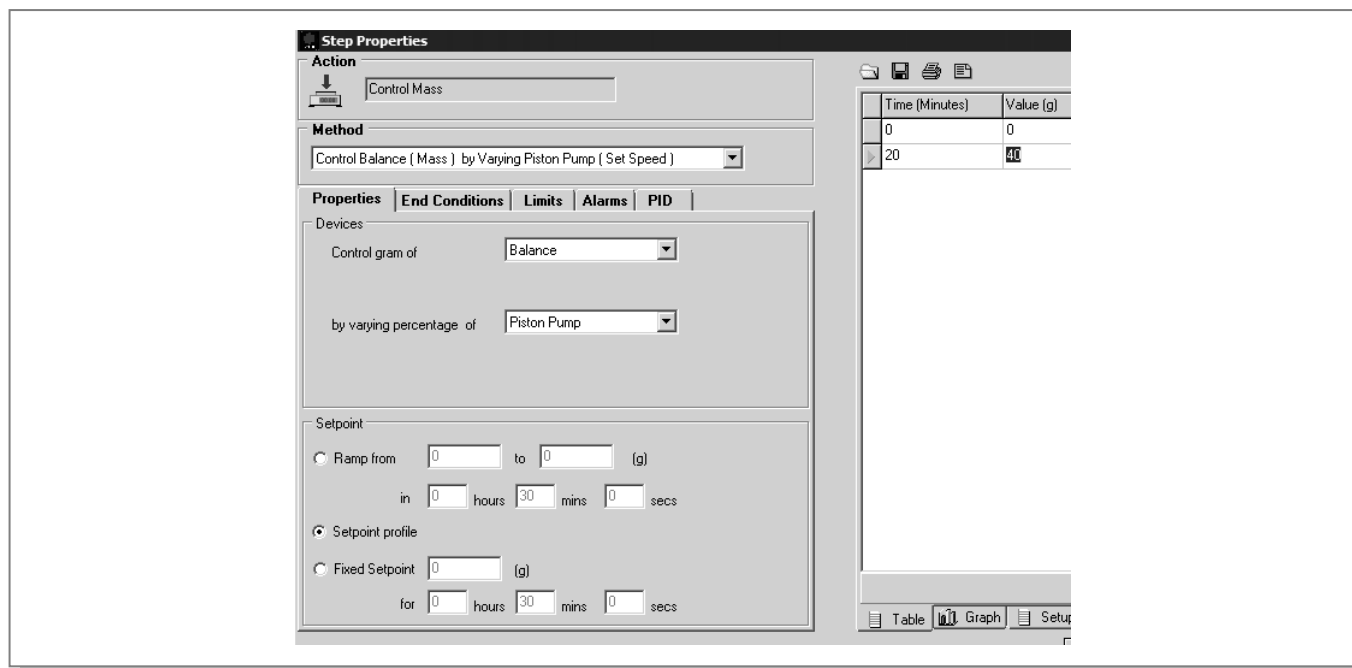 Step Properties
Action
Control Mass
Method
Control Balance ( Mass ) by Varying Piston Pump ( Set Speed )
Properties End Conditions Limits Alarms PID
Devices
Control gram of Balance
by varying percentage of Piston Pump
Setpoint
Ramp from 0 to 0 (g)
in 0 hours 30 mins 0 secs
Setpoint profile
Fixed Setpoint 0 (g)
for 0 hours 30 mins 0 secs
Time (Minutes) Value (g)
0 0
20 40
Table Graph Setup